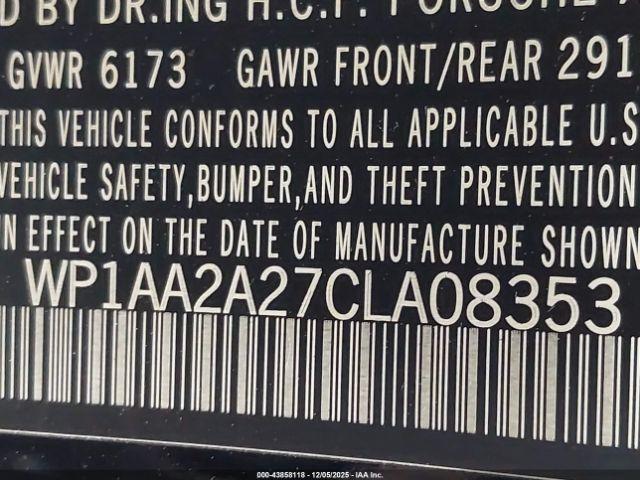 D BY DR.ING H.C.F. PORSCHE
GVWR 6173 GAWR FRONT/REAR 291
THIS VEHICLE CONFORMS TO ALL APPLICABLE U.S
VEHICLE SAFETY,BUMPER,AND THEFT PREVENTION
IN EFFECT ON THE DATE OF MANUFACTURE SHOWN
WP1AA2A27CLA08353
000-43858118 - 12/05/2025 - IAA Inc.